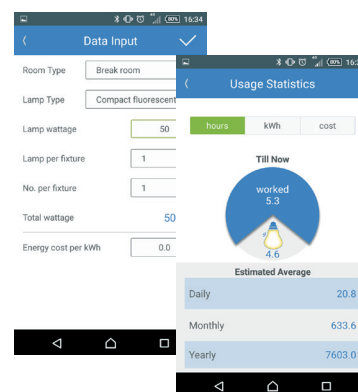 80% 16:34
Data Input
Room Type Break room
Lamp Type Compact fluorescent
Lamp wattage 50
Lamp per fixture 1
No. per fixture 1
Total wattage 50
Energy cost per kWh 0.0
80%
Usage Statistics
hours kWh cost
Till Now
worked
5.3
4.6
Estimated Average
Daily 20.8
Monthly 633.6
Yearly 7603.0